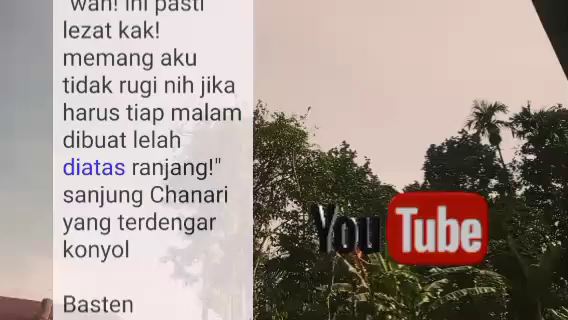 "wah! ini pasti
lezat kak!
memang aku
tidak rugi nih jika
harus tiap malam
dibuat lelah
diatas ranjang!"
sanjung Chanari
yang terdengar
konyol
Basten
YouTube